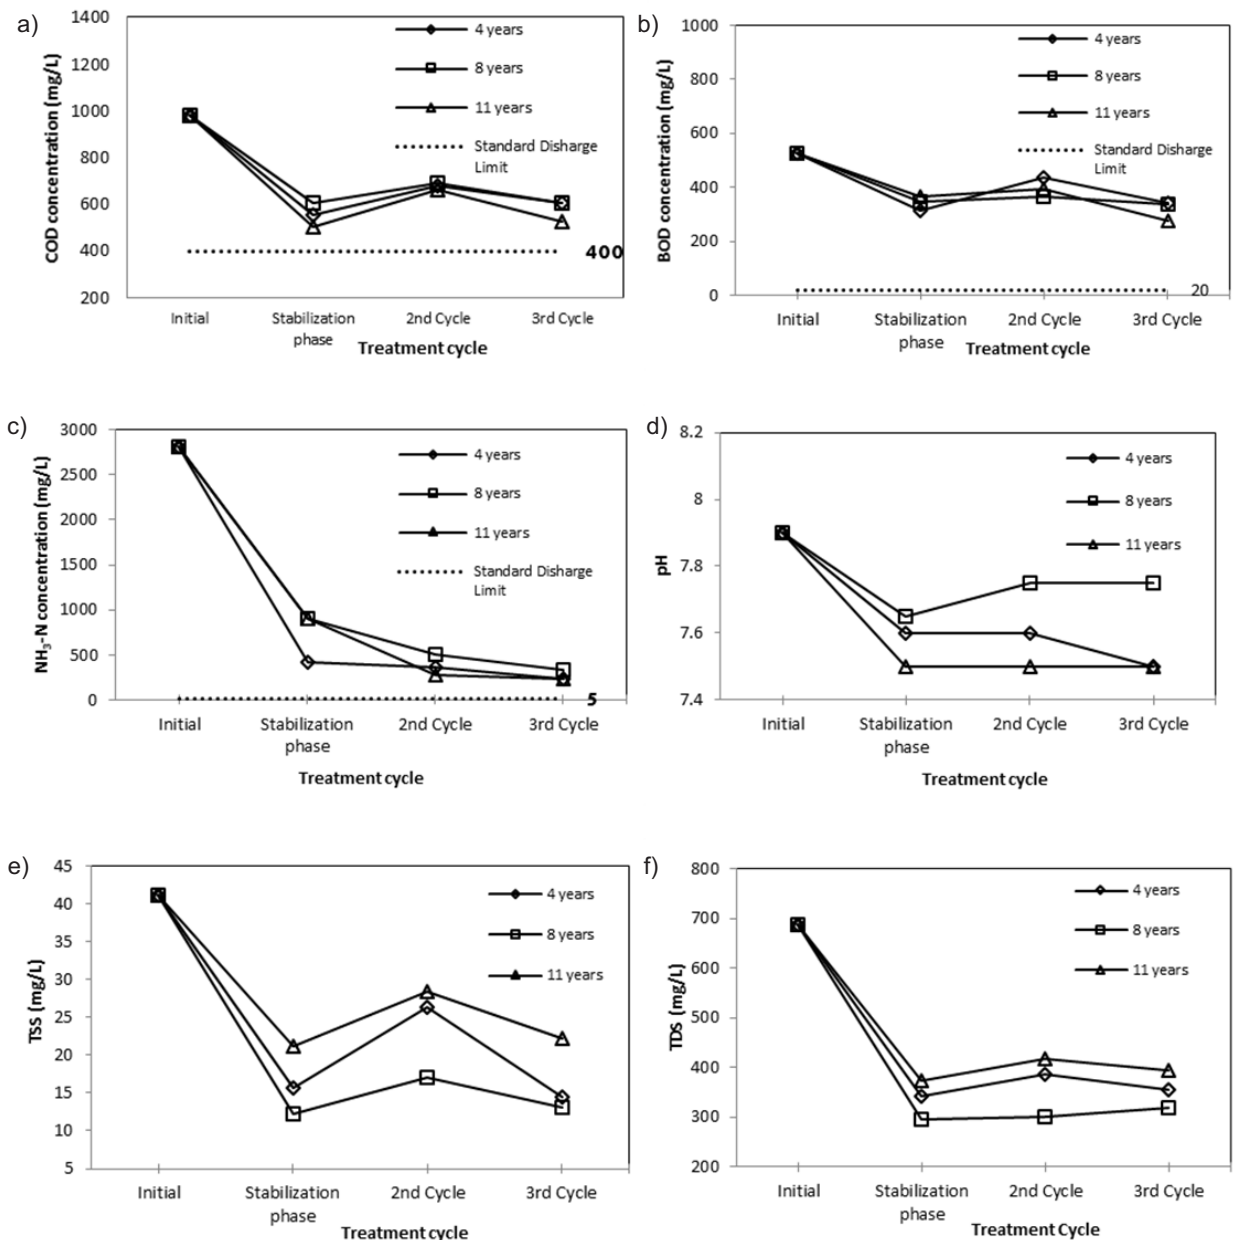 a)
COD concentration (mg/L)
1400
1200
1000
800
600
400
200
4 years
8 years
11 years
Standard Disharge
Limit
400
Initial
Stabilization
phase
2nd Cycle
3rd Cycle
Treatment cycle
b)
BOD concentration (mg/L)
1000
800
600
400
200
0
4 years
8 years
11 years
Standard Disharge
Limit
20
Initial
Stabilization
phase
2nd Cycle
3rd Cycle
Treatment cycle
c)
NH₃-N concentration (mg/L)
3000
2500
2000
1500
1000
500
0
4 years
8 years
11 years
Standard Disharge
Limit
5
Initial
Stabilization
phase
2nd Cycle
3rd Cycle
Treatment cycle
d)
pH
8.2
8
7.8
7.6
7.4
4 years
8 years
11 years
Initial
Stabilization
phase
2nd Cycle
3rd Cycle
Treatment cycle
e)
TSS (mg/L)
45
40
35
30
25
20
15
10
5
4 years
8 years
11 years
Initial
Stabilization
phase
2nd Cycle
3rd Cycle
Treatment cycle
f)
TDS (mg/L)
800
700
600
500
400
300
200
4 years
8 years
11 years
Initial
Stabilization
phase
2nd Cycle
3rd Cycle
Treatment Cycle